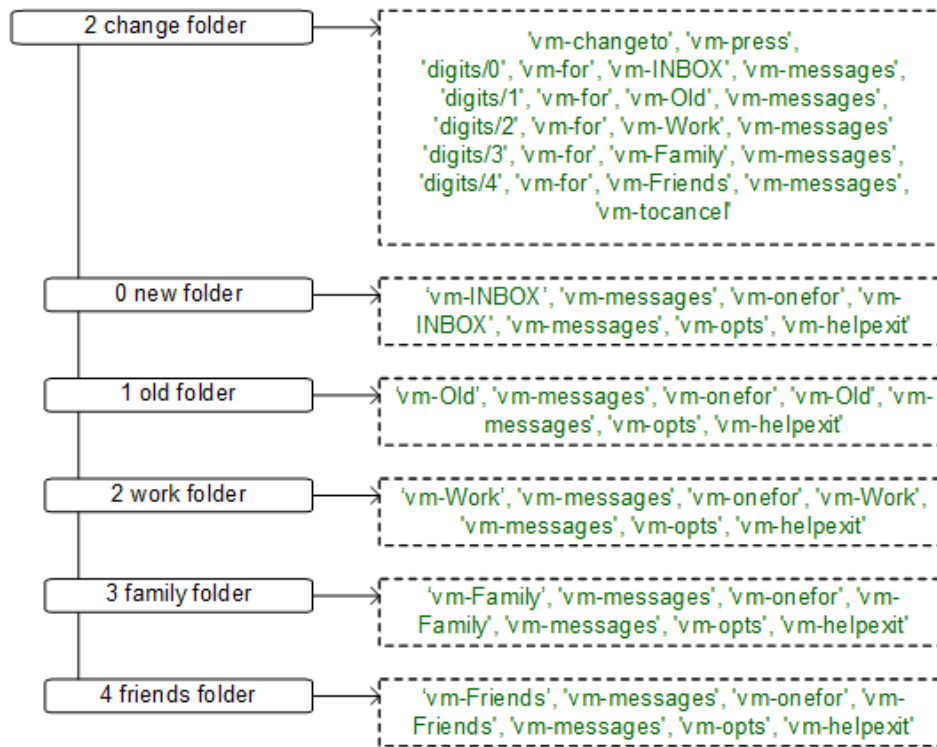 2 change folder
'vm-changeto', 'vm-press',
'digits/0', 'vm-for', 'vm-INBOX', 'vm-messages',
'digits/1', 'vm-for', 'vm-Old', 'vm-messages',
'digits/2', 'vm-for', 'vm-Work', 'vm-messages'
'digits/3', 'vm-for', 'vm-Family', 'vm-messages',
'digits/4', 'vm-for', 'vm-Friends', 'vm-messages',
'vm-tocancel'
0 new folder
‘vm-INBOX’, 'vm-messages', 'vm-onefor', 'vm-
INBOX', 'vm-messages', 'vm-opts', 'vm-helpexit'
1 old folder
'vm-Old', 'vm-messages', 'vm-onefor', 'vm-Old', 'vm-
messages', 'vm-opts', 'vm-helpexit'
2 work folder
‘vm-Work’, 'vm-messages', 'vm-onefor', 'vm-Work',
'vm-messages', 'vm-opts', 'vm-helpexit'
3 family folder
‘vm-Family’, 'vm-messages', 'vm-onefor', 'vm-
Family', 'vm-messages', 'vm-opts', 'vm-helpexit'
4 friends folder
‘vm-Friends’, 'vm-messages', 'vm-onefor', 'vm-
Friends', 'vm-messages', 'vm-opts', 'vm-helpexit'